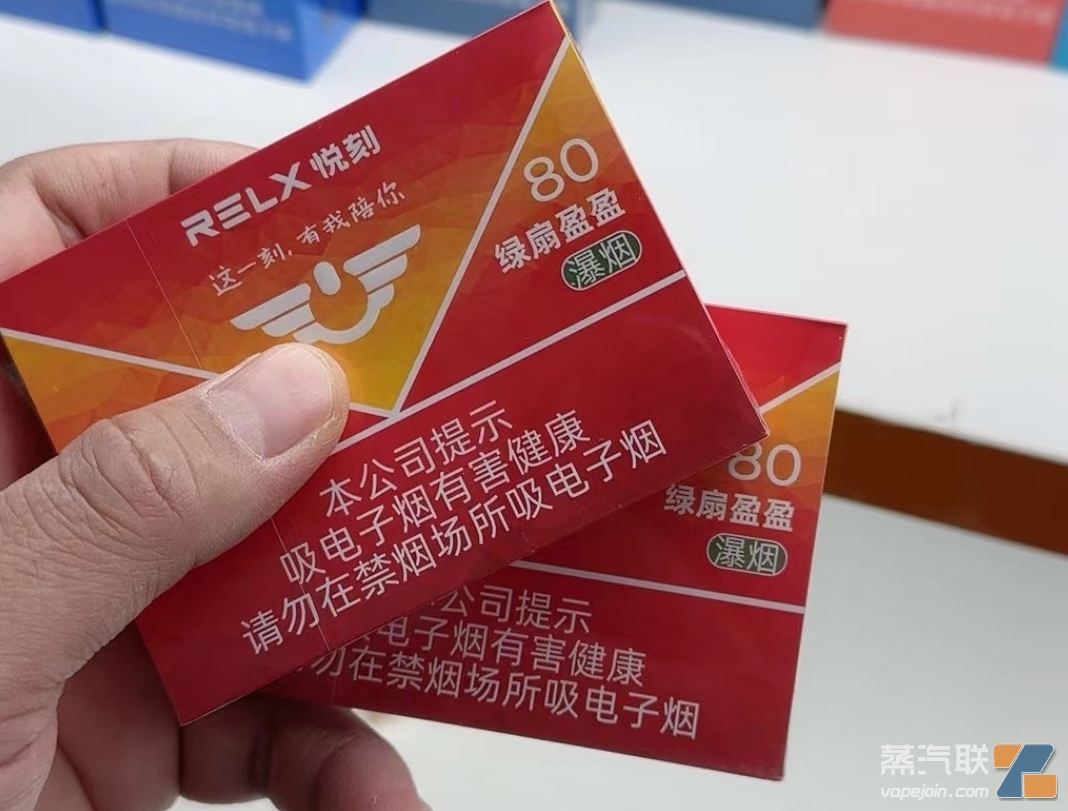 RELX 悦刻
这一刻,有我陪你
80
绿扇盈盈
瀑烟
本公司提示
吸电子烟有害健康
请勿在禁烟场所吸电子烟
80
绿扇盈盈
瀑烟
公司提示
电子烟有害健康
勿在禁烟场所吸电子烟
蒸汽联
vapejoin.com